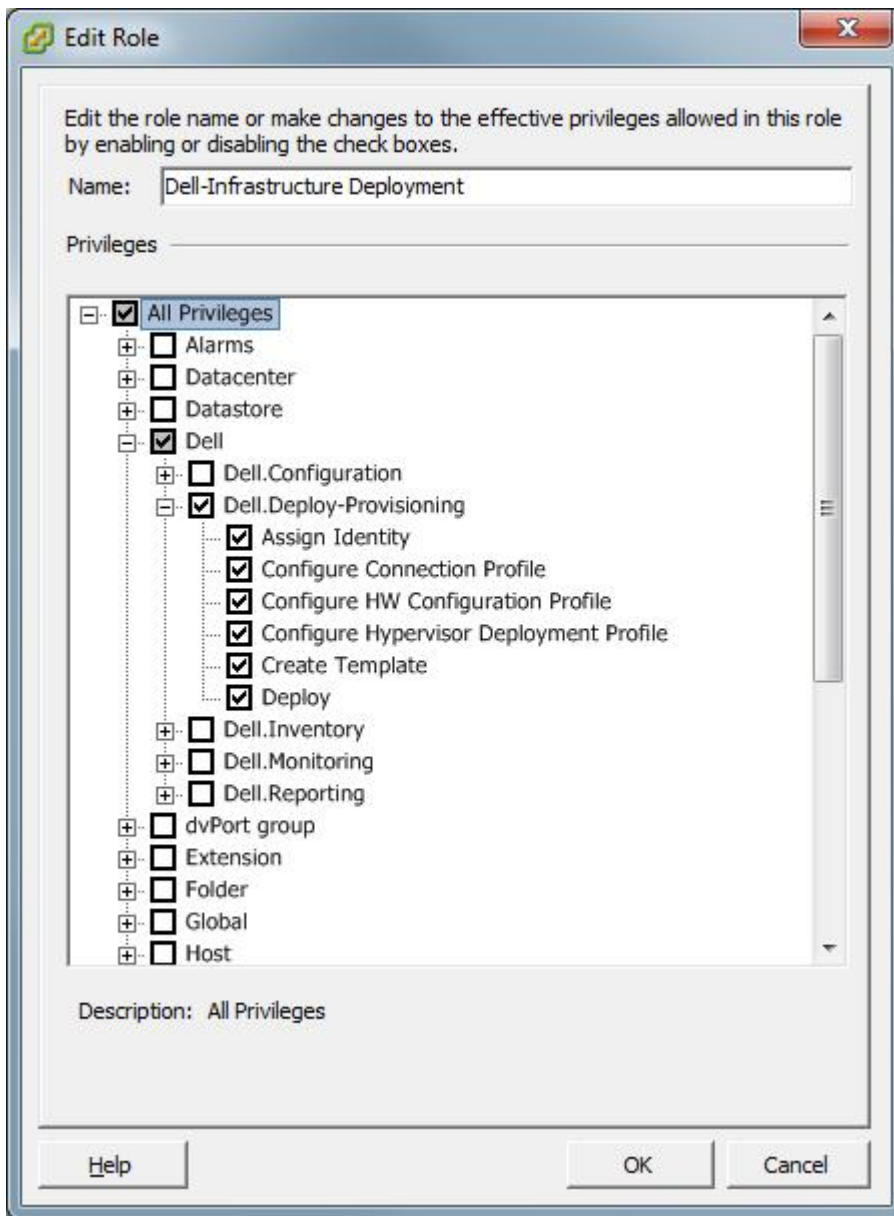 Edit Role
Edit the role name or make changes to the effective privileges allowed in this role
by enabling or disabling the check boxes.
Name: Dell-Infrastructure Deployment
Privileges
All Privileges
Alarms
Datacenter
Datastore
Dell
Dell.Configuration
Dell.Deploy-Provisioning
Assign Identity
Configure Connection Profile
Configure HW Configuration Profile
Configure Hypervisor Deployment Profile
Create Template
Deploy
Dell.Inventory
Dell.Monitoring
Dell.Reporting
dvPort group
Extension
Folder
Global
Host
Description: All Privileges
Help OK Cancel